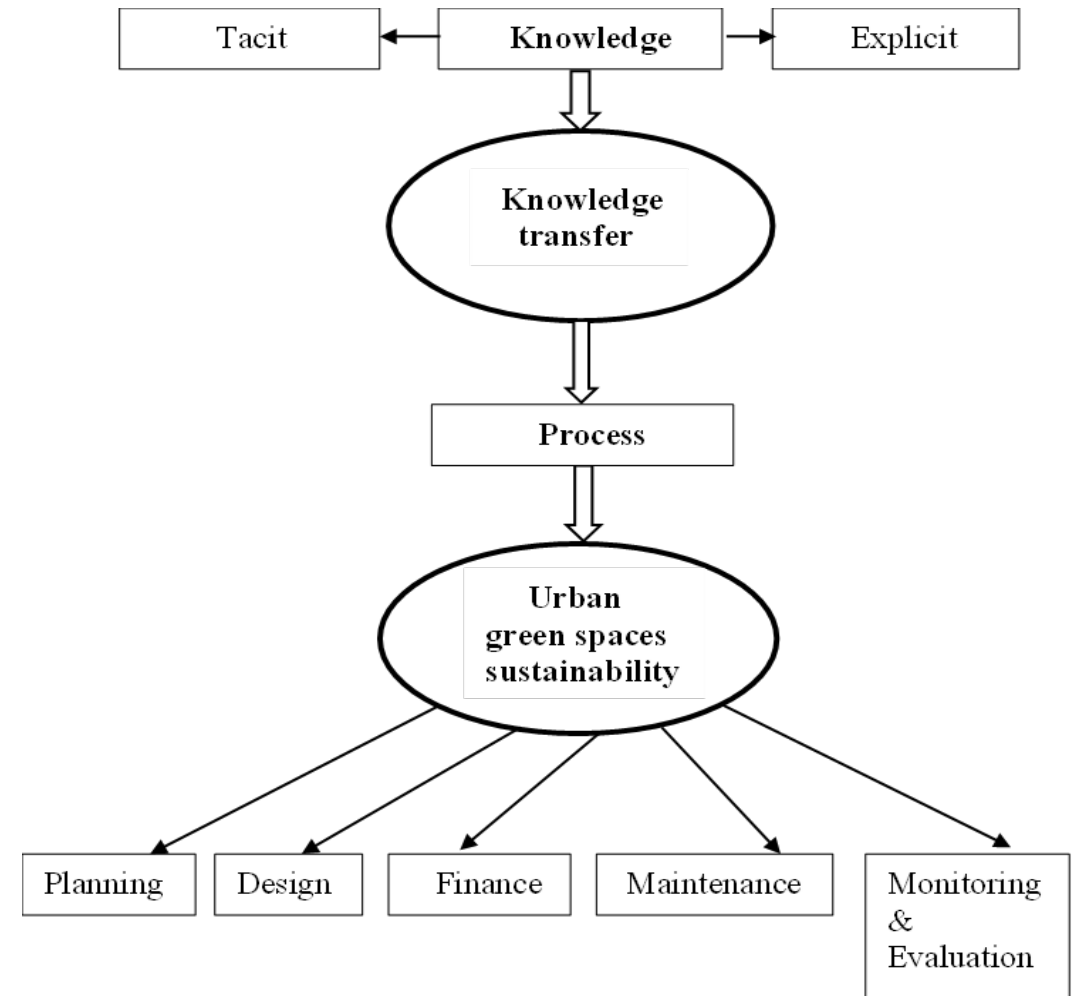 Tacit
Knowledge
Explicit
Knowledge
transfer
Process
Urban
green spaces
sustainability
Planning
Design
Finance
Maintenance
Monitoring
&
Evaluation